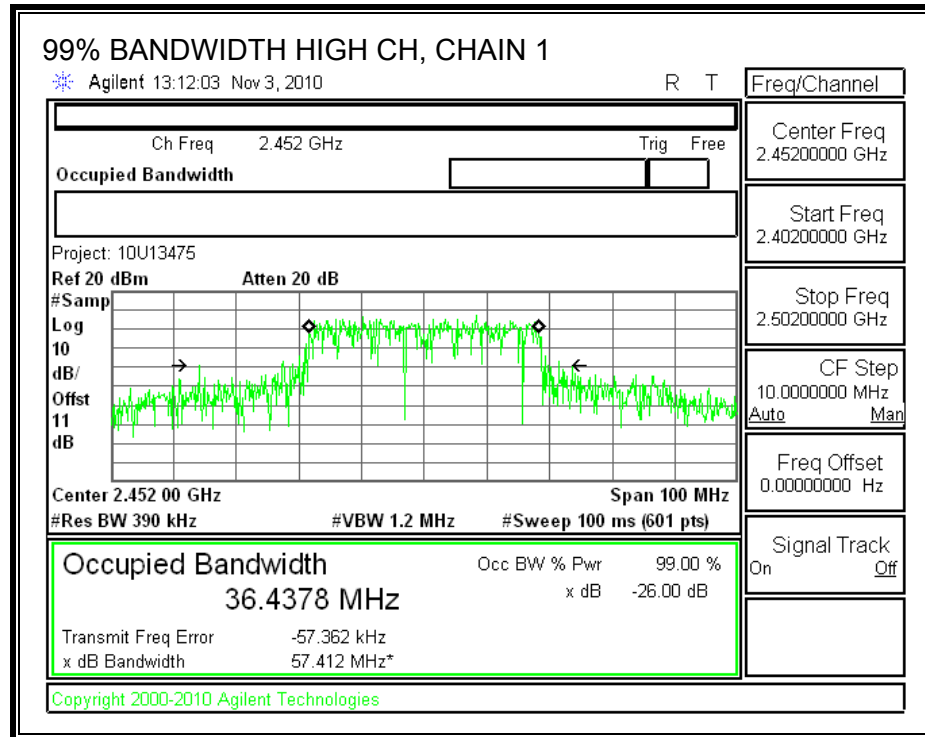 99% BANDWIDTH HIGH CH, CHAIN 1
Agilent 13:12:03 Nov 3, 2010 R T
Ch Freq 2.452 GHz Trig Free
Occupied Bandwidth
Project: 10U13475
Ref 20 dBm Atten 20 dB
#Samp
Log
10
dB/
Offst
11
dB
Center 2.452 00 GHz Span 100 MHz
#Res BW 390 kHz #VBW 1.2 MHz #Sweep 100 ms (601 pts)
Occupied Bandwidth Occ BW % Pwr 99.00 %
36.4378 MHz x dB -26.00 dB
Transmit Freq Error -57.362 kHz
x dB Bandwidth 57.412 MHz*
Copyright 2000-2010 Agilent Technologies
Freq/Channel
Center Freq
2.45200000 GHz
Start Freq
2.40200000 GHz
Stop Freq
2.50200000 GHz
CF Step
10.0000000 MHz
Auto Man
Freq Offset
0.00000000 Hz
Signal Track
On Off